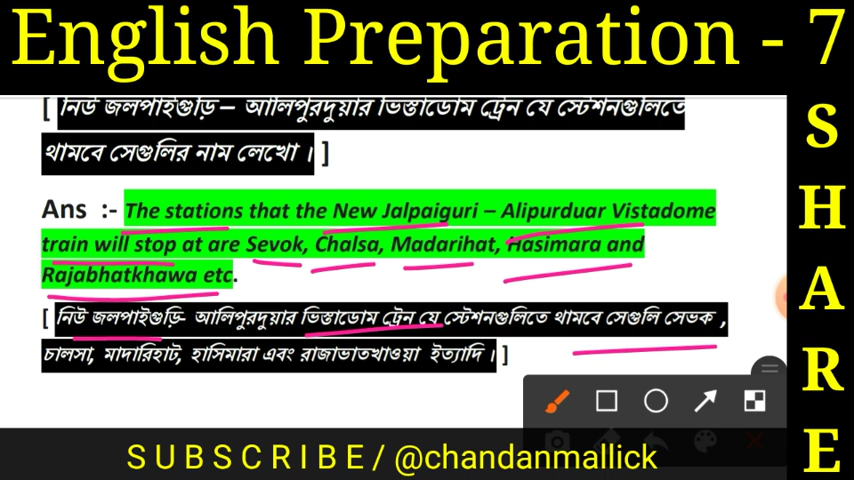 English Preparation - 7
[ নিউ জলপাইগুড়ি – আলিপুরদুয়ার ভিস্তাডোম ট্রেন যে স্টেশনগুলিতে
থামবে সেগুলির নাম লেখো । ]
Ans :- The stations that the New Jalpaiguri – Alipurduar Vistadome
train will stop at are Sevok, Chalsa, Madarihat, Hasimara and
Rajabhatkhawa etc.
[ নিউ জলপাইগুড়ি- আলিপুরদুয়ার ভিস্তাডোম ট্রেন যে স্টেশনগুলিতে থামবে সেগুলি সেভক ,
চালসা, মাদারিহাট, হাসিমারা এবং রাজাভাতখাওয়া ইত্যাদি । ]
SUBSCRIBE/ @chandanmallick
S
H
A
R
E